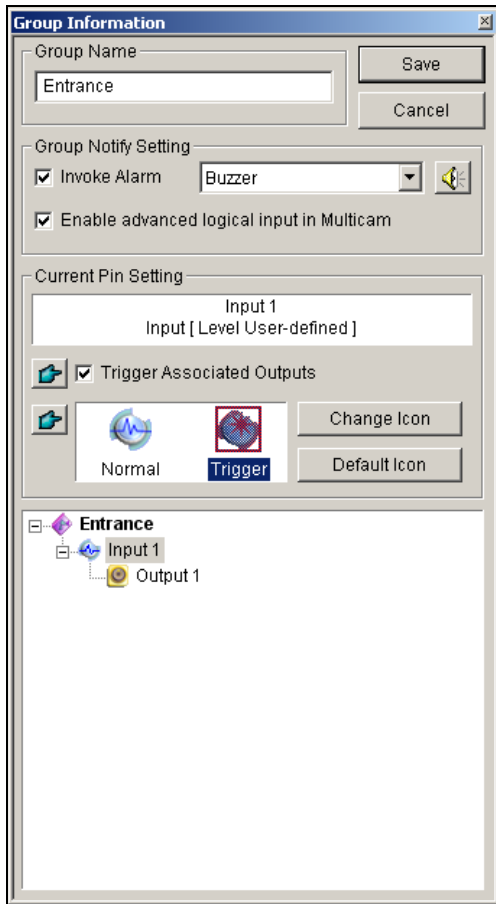 Group Information
Group Name
Entrance
Save
Cancel
Group Notify Setting
Invoke Alarm
Buzzer
Enable advanced logical input in Multicam
Current Pin Setting
Input 1
Input [ Level User-defined ]
Trigger Associated Outputs
Normal
Trigger
Change Icon
Default Icon
Entrance
Input 1
Output 1